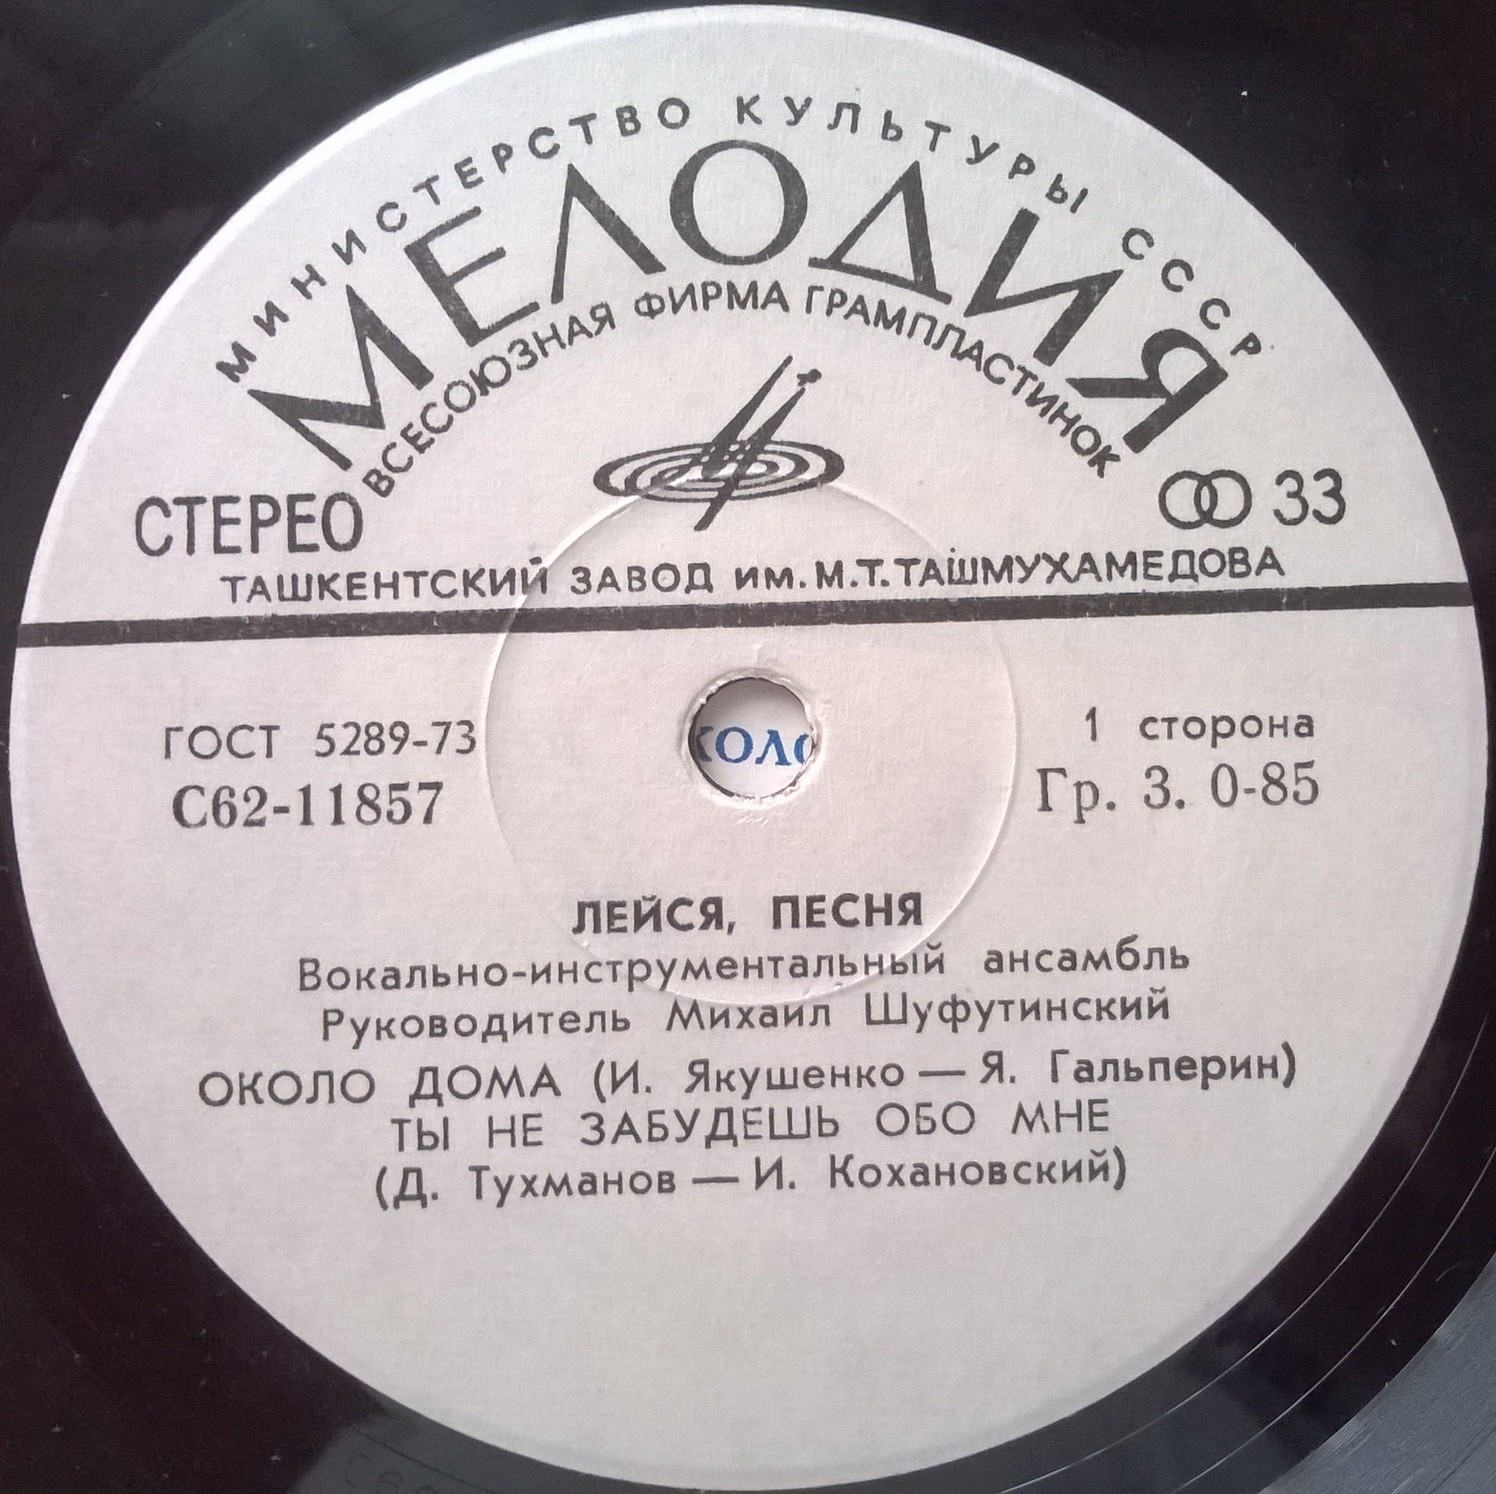 МИНИСТЕРСТВО КУЛЬТУРЫ СССР
МЕЛОДИЯ
ВСЕСОЮЗНАЯ ФИРМА ГРАМПЛАСТИНОК
СТЕРЕО
33
ТАШКЕНТСКИЙ ЗАВОД ИМ. М.Т. ТАШМУХАМЕДОВА
ГОСТ 5289-73
1 сторона
С62-11857
Гр. 3. 0-85
ЛЕЙСЯ, ПЕСНЯ
Вокально-инструментальный ансамбль
Руководитель Михаил Шуфутинский
ОКОЛО ДОМА (И. Якушенко — Я. Гальперин)
ТЫ НЕ ЗАБУДЕШЬ ОБО МНЕ
(Д. Тухманов — И. Кохановский)